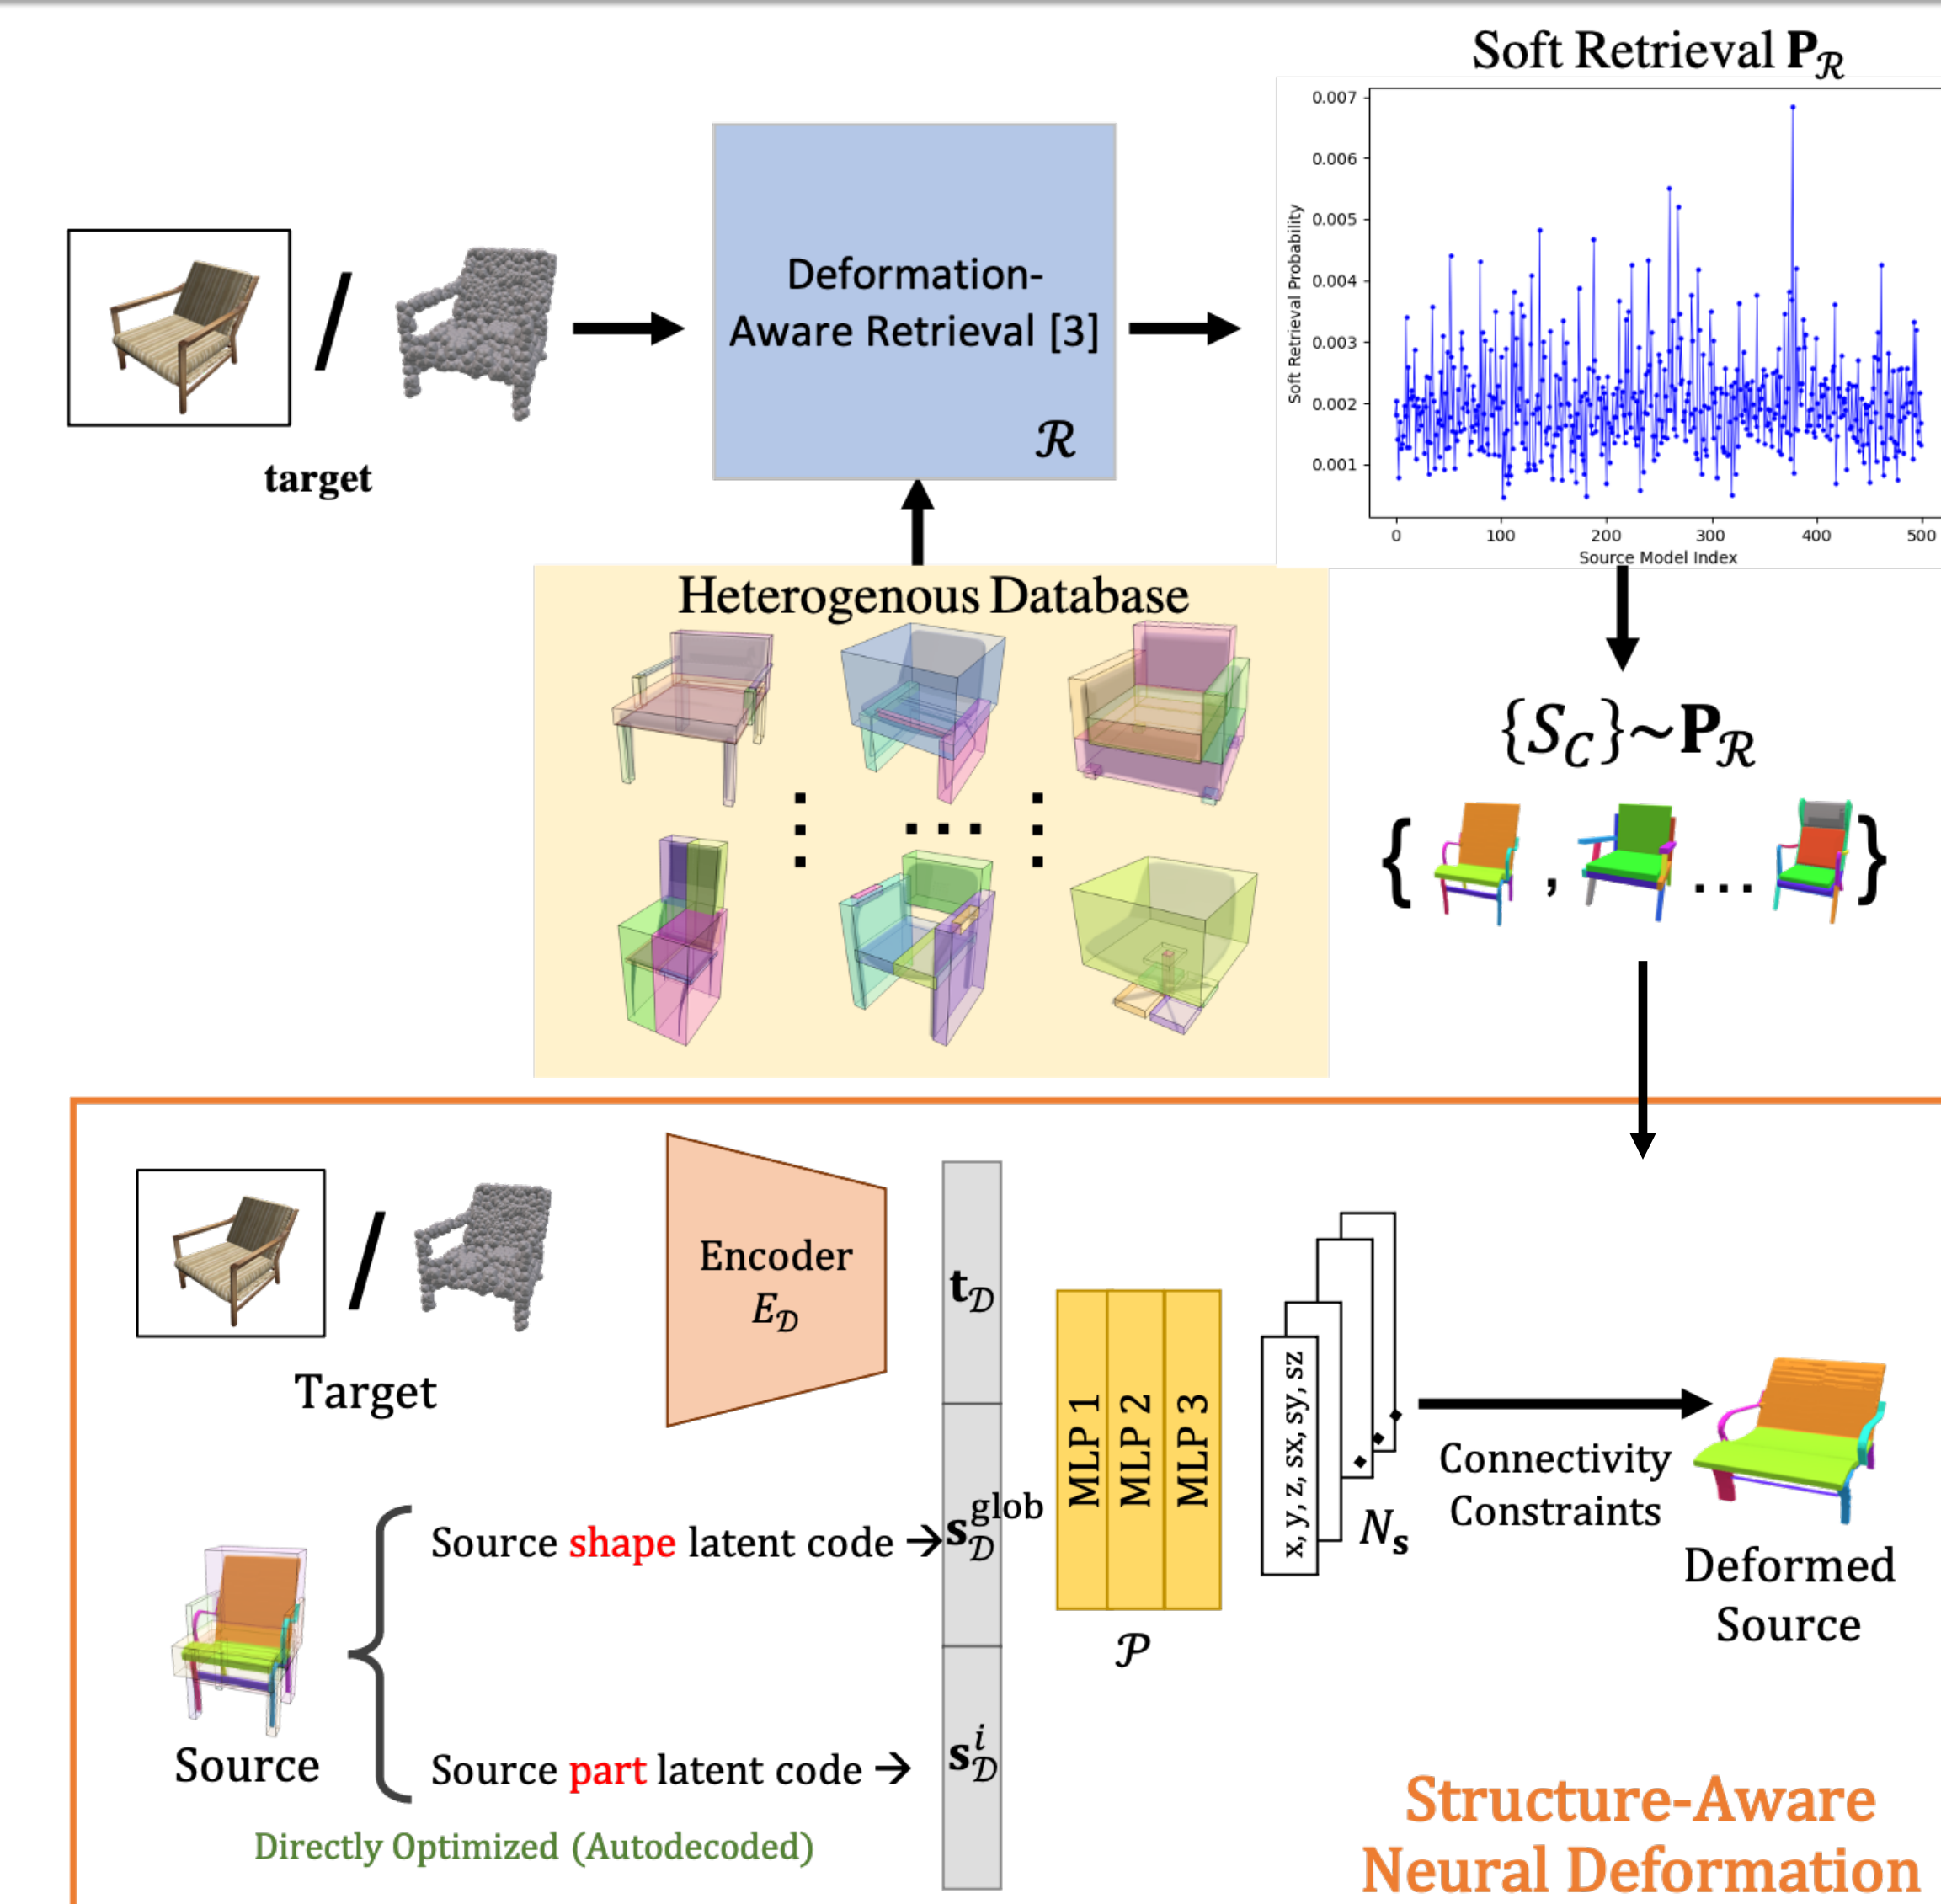 Soft Retrieval P_ℛ
0.007
0.006
0.005
0.004
0.003
0.002
0.001
Soft Retrieval Probability
0 100 200 300 400 500
Source Model Index
Deformation-
Aware Retrieval [3]
ℛ
/
target
Heterogenous Database
{S_C}~P_ℛ
{ , ... }
Encoder
E_𝒟
/
Target
t_𝒟
MLP 1
MLP 2
MLP 3
𝒫
x, y, z, sx, sy, sz
N_s
Connectivity
Constraints
Deformed
Source
Source shape latent code →
s_𝒟^glob
Source part latent code →
s_𝒟^i
Source
Directly Optimized (Autodecoded)
Structure-Aware
Neural Deformation